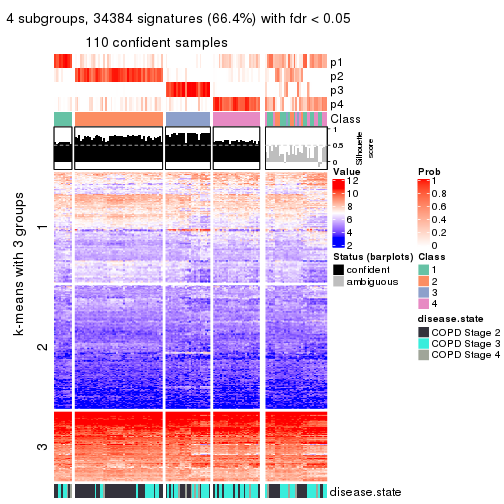 4 subgroups, 34384 signatures (66.4%) with fdr < 0.05
110 confident samples
p1
p2
p3
p4
Class
1
0.5
0
Silhouette
score
k-means with 3 groups
1
2
3
disease.state
Value
12
10
8
6
4
2
Prob
1
0.8
0.6
0.4
0.2
0
Status (barplots)
confident
ambiguous
Class
1
2
3
4
disease.state
COPD Stage 2
COPD Stage 3
COPD Stage 4